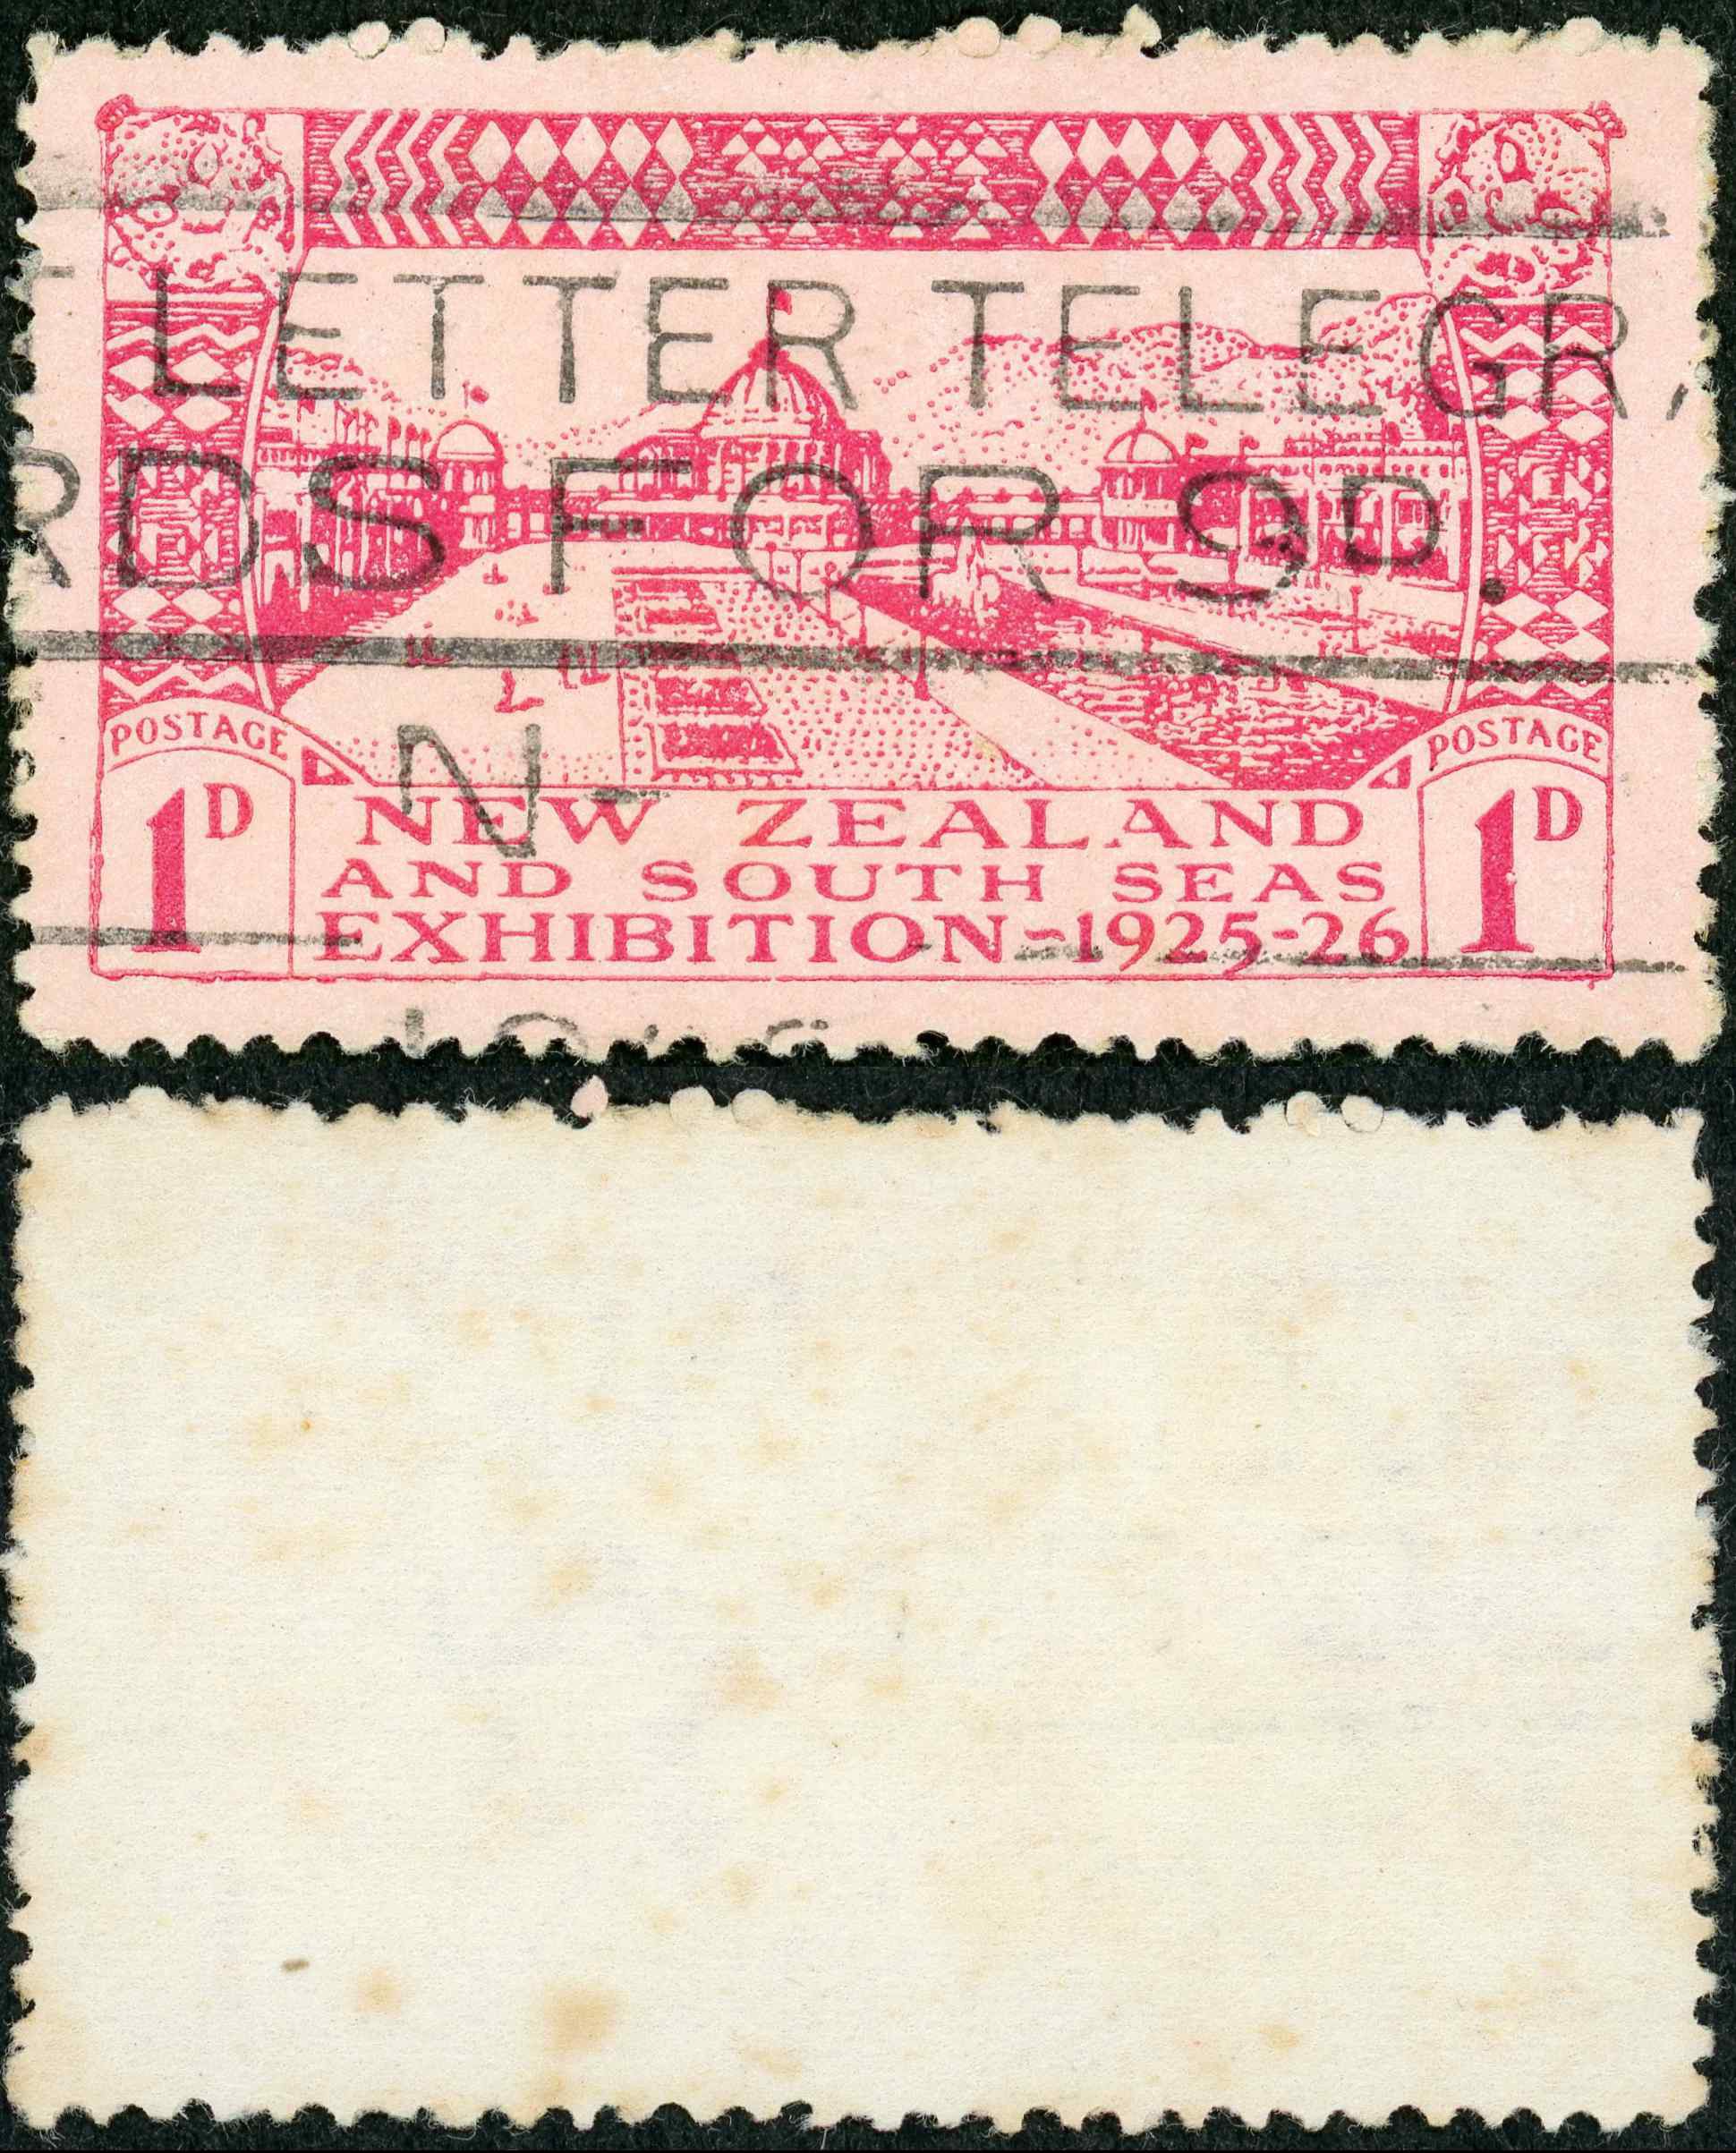 LETTER TELEGR
RDS FOR 9D.
POSTAGE
POSTAGE
1D
1D
N
NEW ZEALAND
AND SOUTH SEAS
EXHIBITION-1925-26